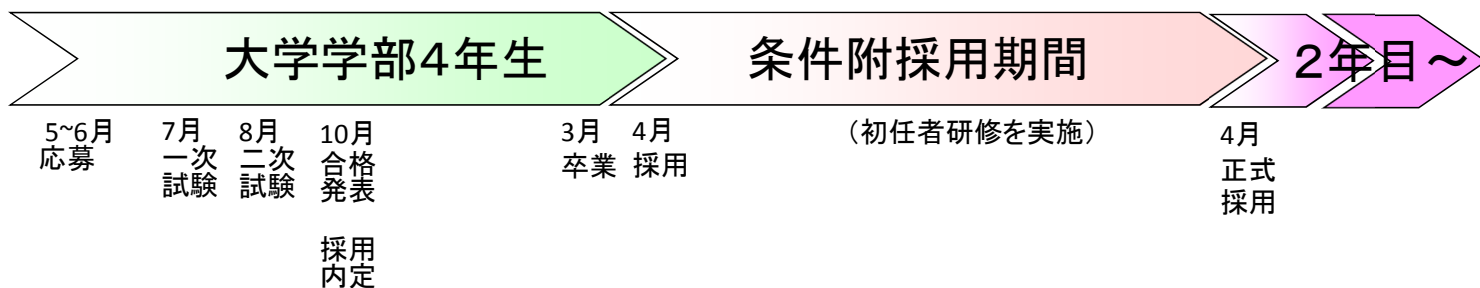 大学学部４年生
条件附採用期間
２年目～
5~6月
応募
7月
一次
試験
8月
二次
試験
10月
合格
発表
採用
内定
3月
卒業
4月
採用
（初任者研修を実施）
4月
正式
採用